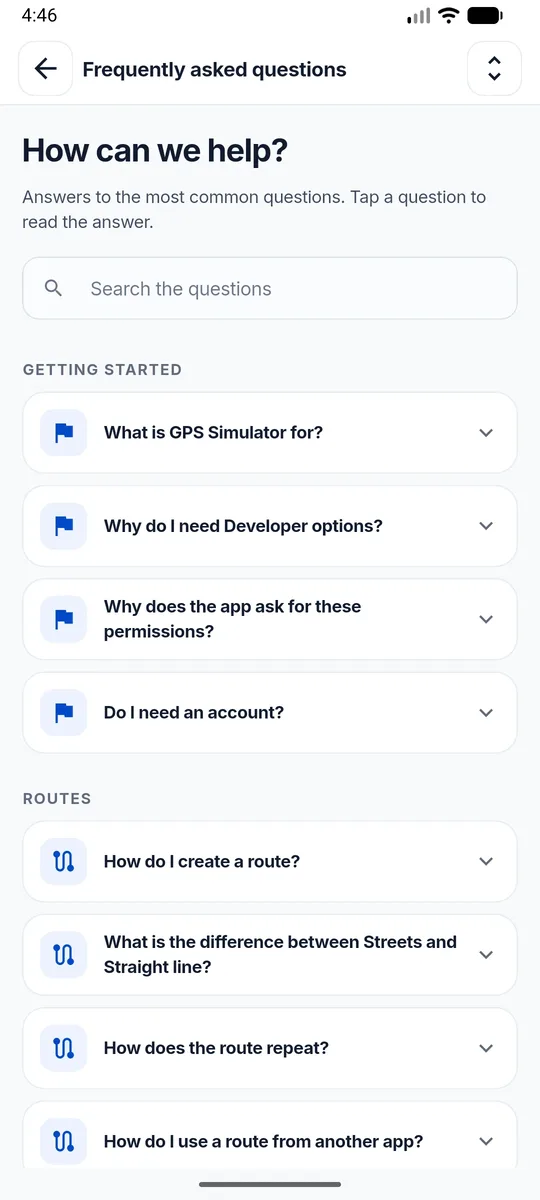 4:46
Frequently asked questions
How can we help?
Answers to the most common questions. Tap a question to
read the answer.
Search the questions
GETTING STARTED
What is GPS Simulator for?
Why do I need Developer options?
Why does the app ask for these
permissions?
Do I need an account?
ROUTES
How do I create a route?
What is the difference between Streets and
Straight line?
How does the route repeat?
How do I use a route from another app?